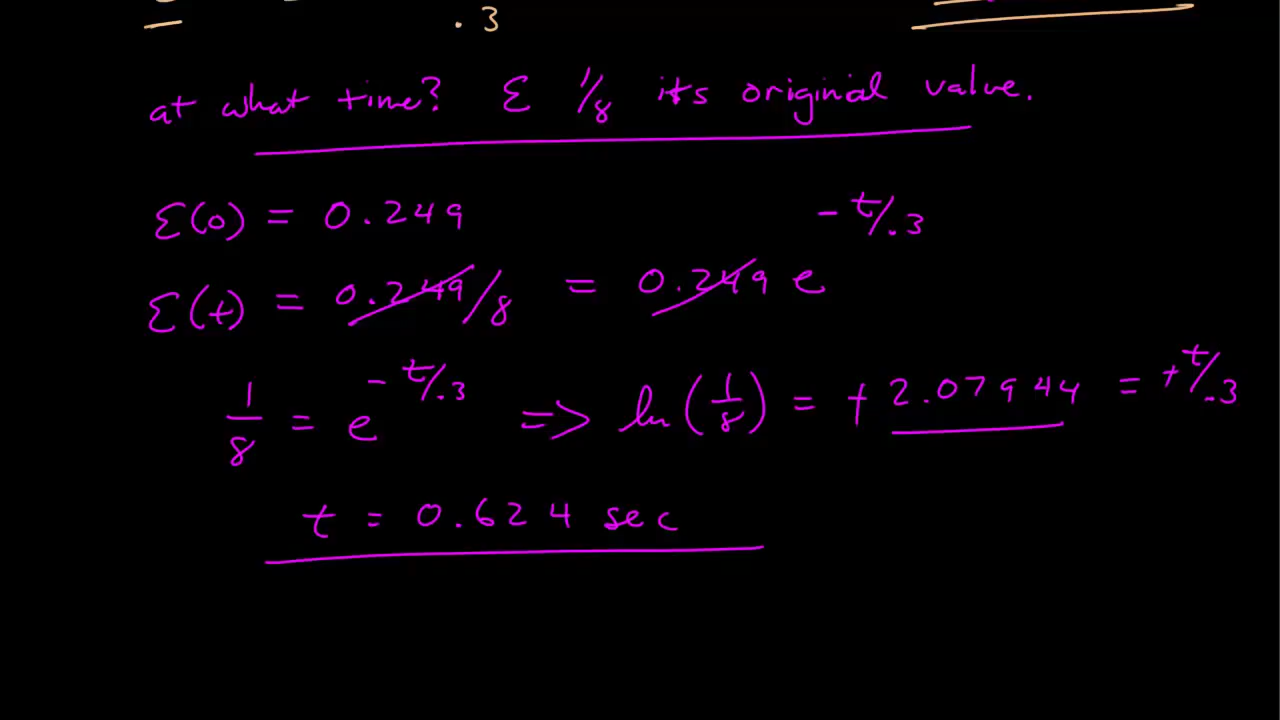 . 3
at what time? ℰ 1/8 its original value.
ℰ(0) = 0.249
ℰ(t) = 0.249/8 = 0.249 e^(-t/.3)
1/8 = e^(-t/.3) => ln(1/8) = +2.07944 = +t/.3
t = 0.624 sec